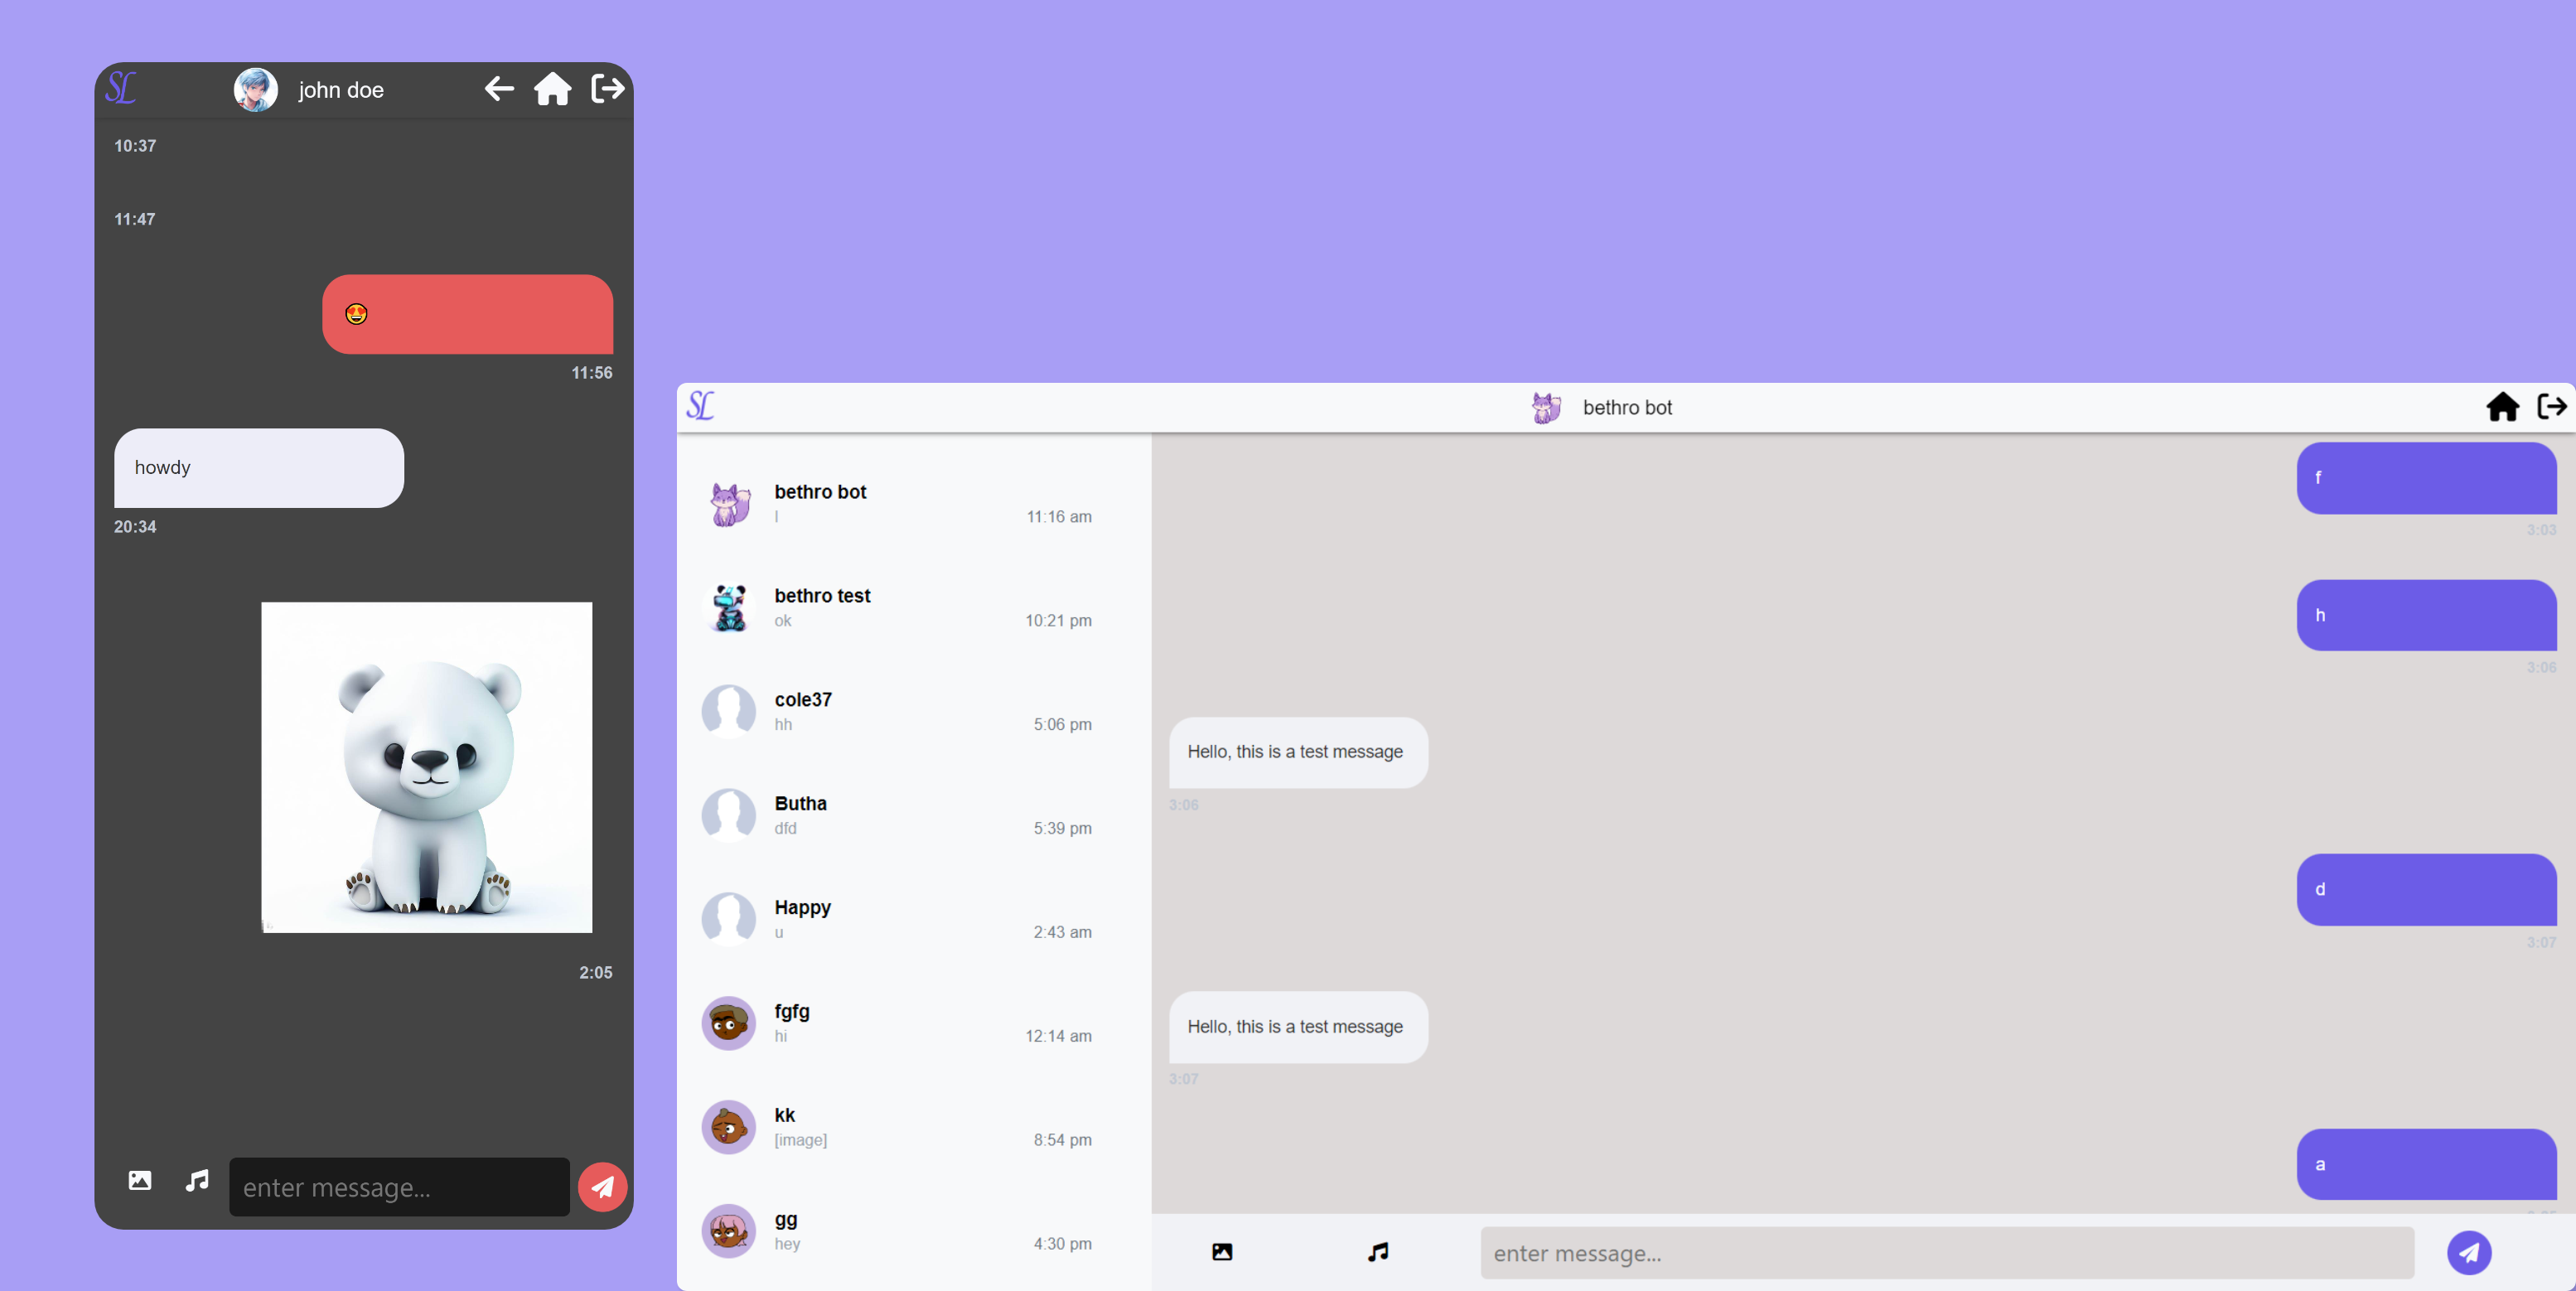 SL
john doe
10:37
11:47
😍
11:56
howdy
20:34
2:05
enter message...
SL
bethro bot
bethro bot
l
11:16 am
bethro test
ok
10:21 pm
cole37
hh
5:06 pm
Butha
dfd
5:39 pm
Happy
u
2:43 am
fgfg
hi
12:14 am
kk
[image]
8:54 pm
gg
hey
4:30 pm
f
3:03
h
3:06
Hello, this is a test message
3:06
d
3:07
Hello, this is a test message
3:07
a
enter message...